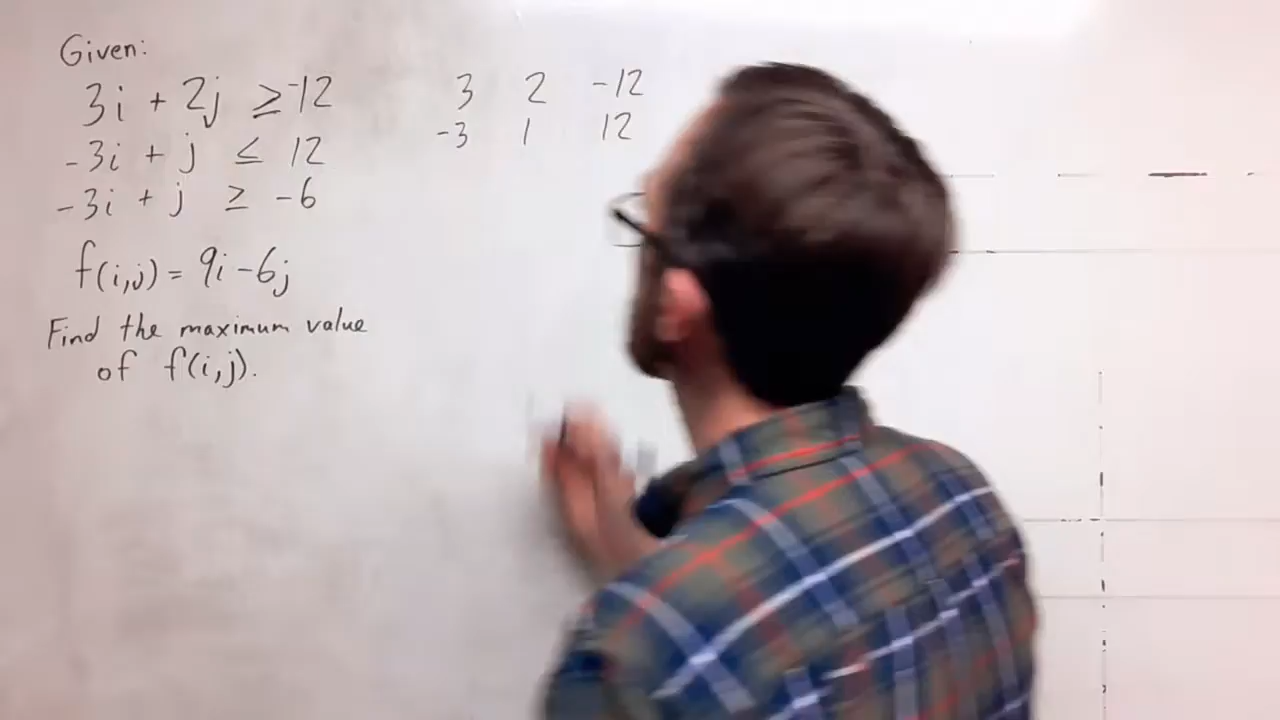 Given:
3i + 2j ≥ -12
-3i + j ≤ 12
-3i + j ≥ -6
f(i,j) = 9i - 6j
Find the maximum value
of f(i,j).
3 2 -12
-3 1 12